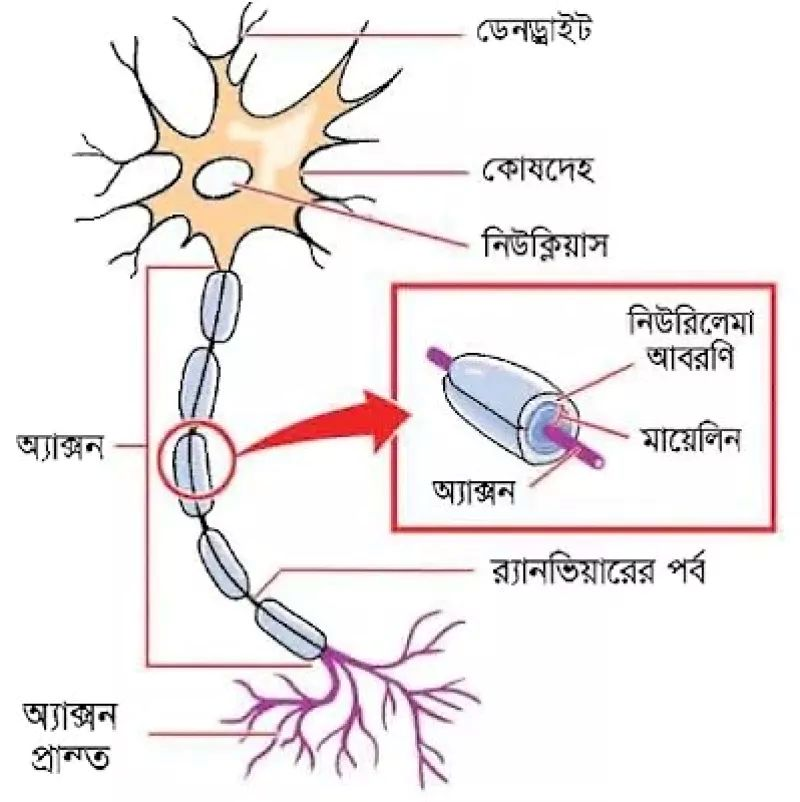 ডেনড্রাইট
কোষদেহ
নিউক্লিয়াস
নিউরিলেমা
আবরণি
মায়েলিন
অ্যাক্সন
অ্যাক্সন
র‍্যানভিয়ারের পর্ব
অ্যাক্সন
প্রান্ত